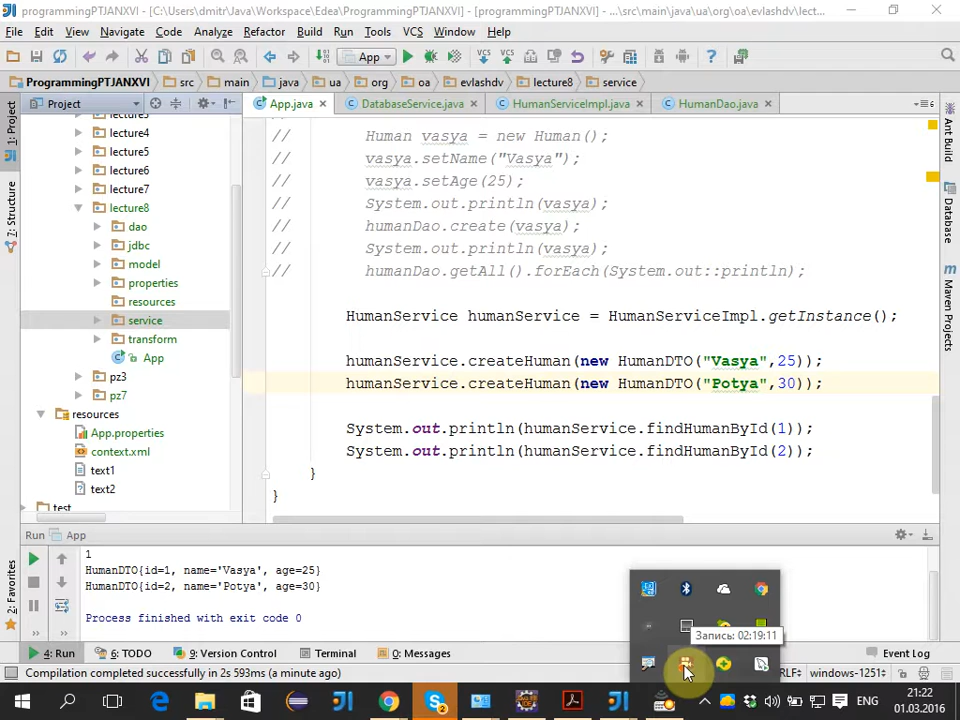 programmingPTJANXVI - [C:\Users\dmitr\Java\Workspace\Edea\ProgrammingPTJANXVI] - [programming] - ...\src\main\java\ua\org\oa\evlashdv\lect...
File Edit View Navigate Code Analyze Refactor Build Run Tools VCS Window Help
App
ProgrammingPTJANXVI src main java ua org oa evlashdv lecture8 service
Project App.java DatabaseService.java HumanServiceImpl.java HumanDao.java
1: Project
7: Structure
2: Favorites
lecture3
lecture4
lecture5
lecture6
lecture7
lecture8
dao
jdbc
model
properties
resources
service
transform
App
pz3
pz7
resources
App.properties
context.xml
text1
text2
test
//
// Human vasya = new Human();
// vasya.setName("Vasya");
// vasya.setAge(25);
// System.out.println(vasya);
// humanDao.create(vasya);
// System.out.println(vasya);
// humanDao.getAll().forEach(System.out::println);
HumanService humanService = HumanServiceImpl.getInstance();
humanService.createHuman(new HumanDTO("Vasya",25));
humanService.createHuman(new HumanDTO("Potya",30));
System.out.println(humanService.findHumanById(1));
System.out.println(humanService.findHumanById(2));
}
}
Ant Build
Database
Maven Projects
Run App
1
HumanDTO{id=1, name='Vasya', age=25}
HumanDTO{id=2, name='Potya', age=30}
Process finished with exit code 0
Запись: 02:19:11
4: Run 6: TODO 9: Version Control Terminal 0: Messages Event Log
Compilation completed successfully in 2s 593ms (a minute ago) RLF÷ windows-1251÷
ENG 21:22
01.03.2016